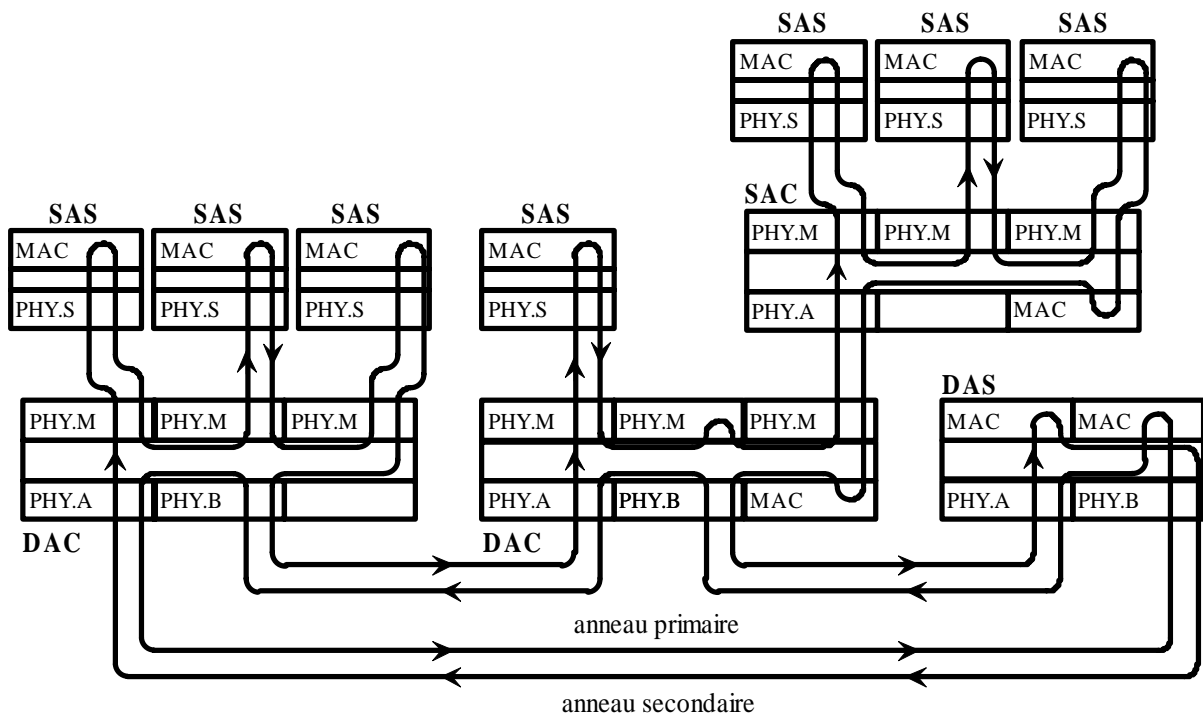 SAS SAS SAS
MAC MAC MAC
PHY.S PHY.S PHY.S
SAC
PHY.M PHY.M PHY.M
PHY.A MAC
SAS SAS SAS SAS
MAC MAC MAC MAC
PHY.S PHY.S PHY.S PHY.S
DAS
PHY.M PHY.M PHY.M PHY.M PHY.M PHY.M MAC MAC
PHY.A PHY.B PHY.A PHY.B MAC PHY.A PHY.B
DAC DAC
anneau primaire
anneau secondaire